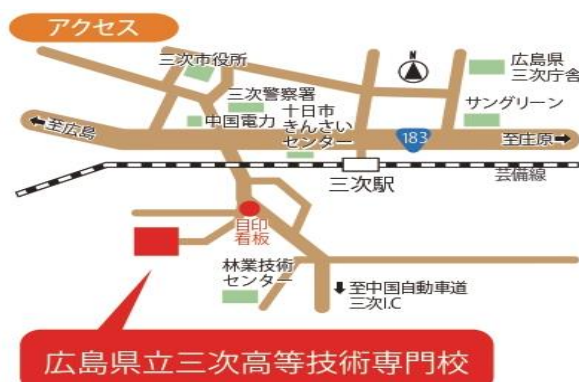 アクセス
三次市役所
N
広島県
三次庁舎
三次警察署
サングリーン
十日市
きんさい
センター
中国電力
至広島
183
至庄原
三次駅
芸備線
目印
看板
林業技術
センター
至中国自動車道
三次I.C
広島県立三次高等技術専門校